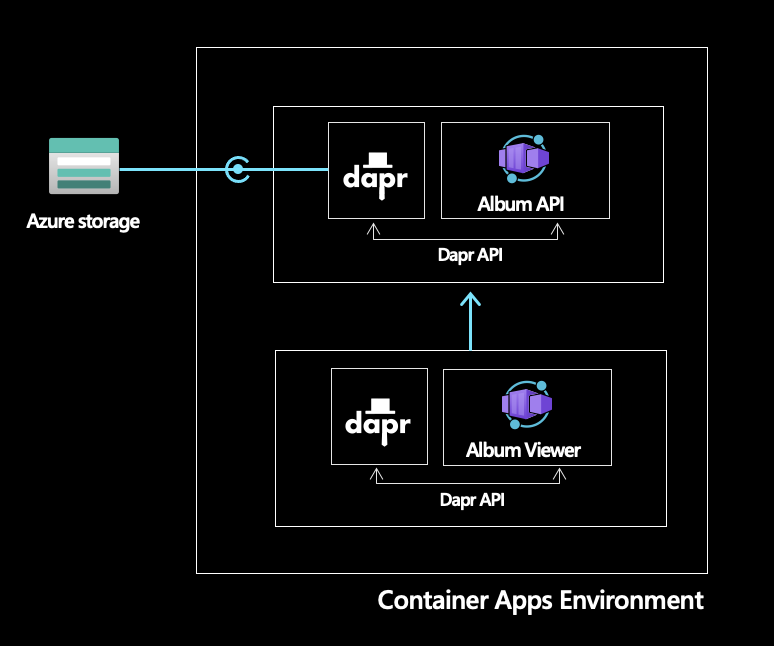 dapr
Album API
Azure storage
Dapr API
dapr
Album Viewer
Dapr API
Container Apps Environment